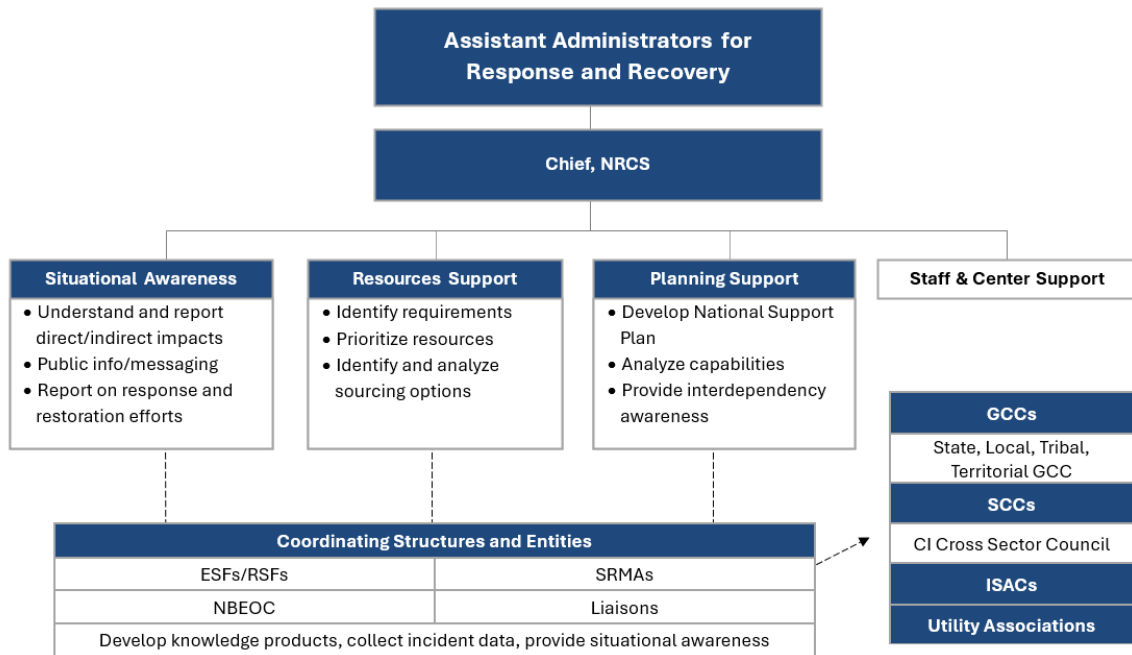 Assistant Administrators for
Response and Recovery
Chief, NRCS
Situational Awareness
• Understand and report
direct/indirect impacts
• Public info/messaging
• Report on response and
restoration efforts
Resources Support
• Identify requirements
• Prioritize resources
• Identify and analyze
sourcing options
Planning Support
• Develop National Support
Plan
• Analyze capabilities
• Provide interdependency
awareness
Staff & Center Support
Coordinating Structures and Entities
ESFs/RSFs
SRMAs
NBEOC
Liaisons
Develop knowledge products, collect incident data, provide situational awareness
GCCs
State, Local, Tribal,
Territorial GCC
SCCs
CI Cross Sector Council
ISACs
Utility Associations